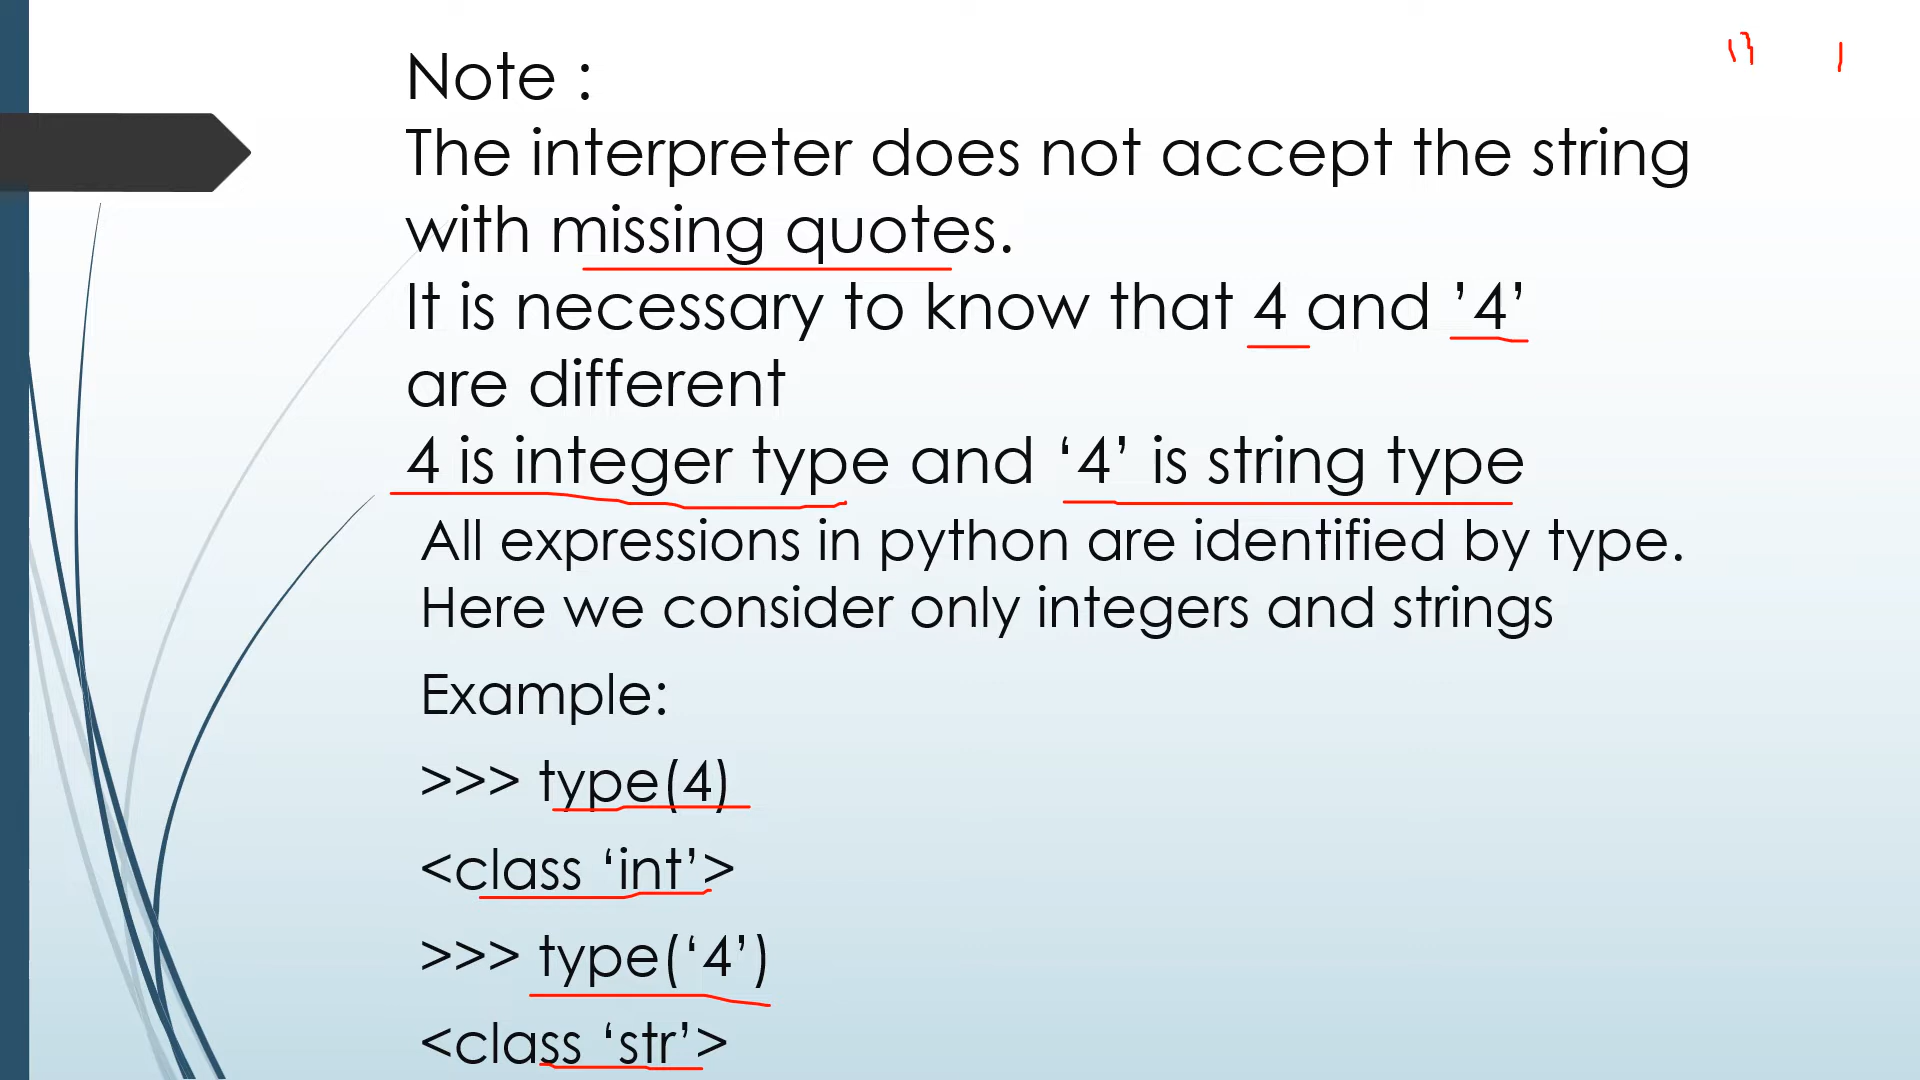 Note :
The interpreter does not accept the string
with missing quotes.
It is necessary to know that 4 and ’4’
are different
4 is integer type and ‘4’ is string type
All expressions in python are identified by type.
Here we consider only integers and strings
Example:
>>> type(4)
<class ‘int’>
>>> type(‘4’)
<class ‘str’>